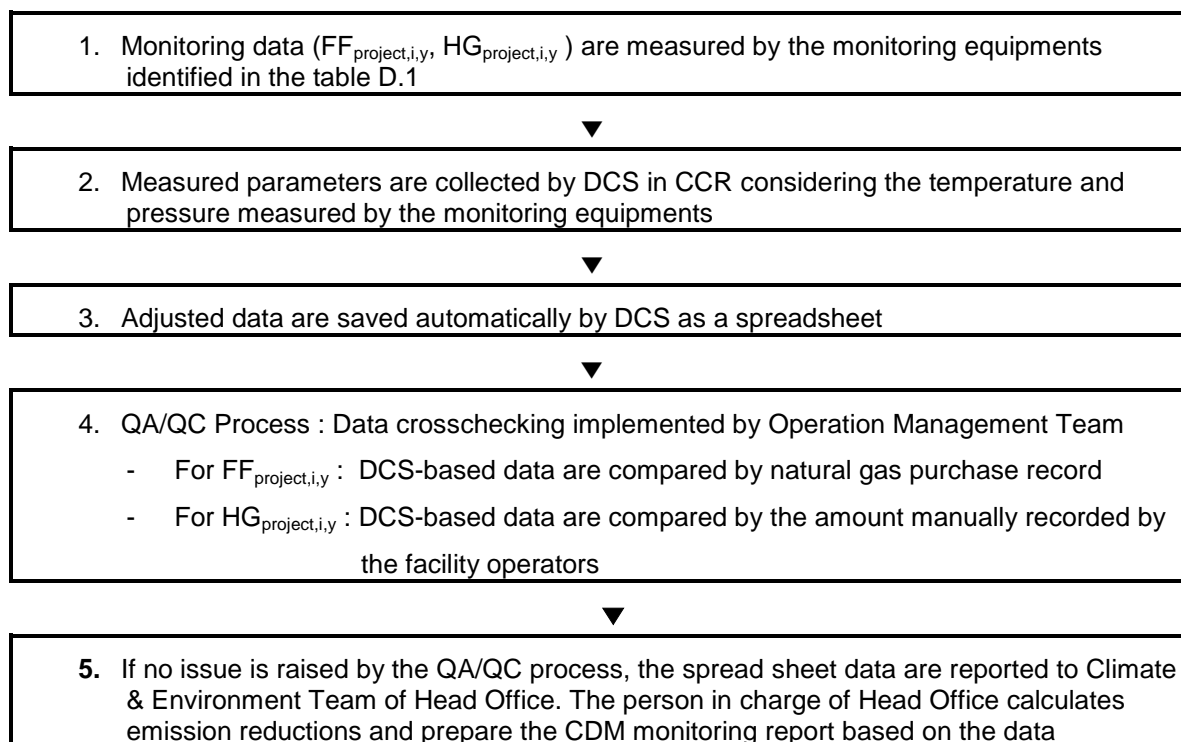 1. Monitoring data (FFproject,i,y, HGproject,i,y ) are measured by the monitoring equipments
identified in the table D.1
▼
2. Measured parameters are collected by DCS in CCR considering the temperature and
pressure measured by the monitoring equipments
▼
3. Adjusted data are saved automatically by DCS as a spreadsheet
▼
4. QA/QC Process : Data crosschecking implemented by Operation Management Team
- For FFproject,i,y : DCS-based data are compared by natural gas purchase record
- For HGproject,i,y : DCS-based data are compared by the amount manually recorded by
the facility operators
▼
5. If no issue is raised by the QA/QC process, the spread sheet data are reported to Climate
& Environment Team of Head Office. The person in charge of Head Office calculates
emission reductions and prepare the CDM monitoring report based on the data